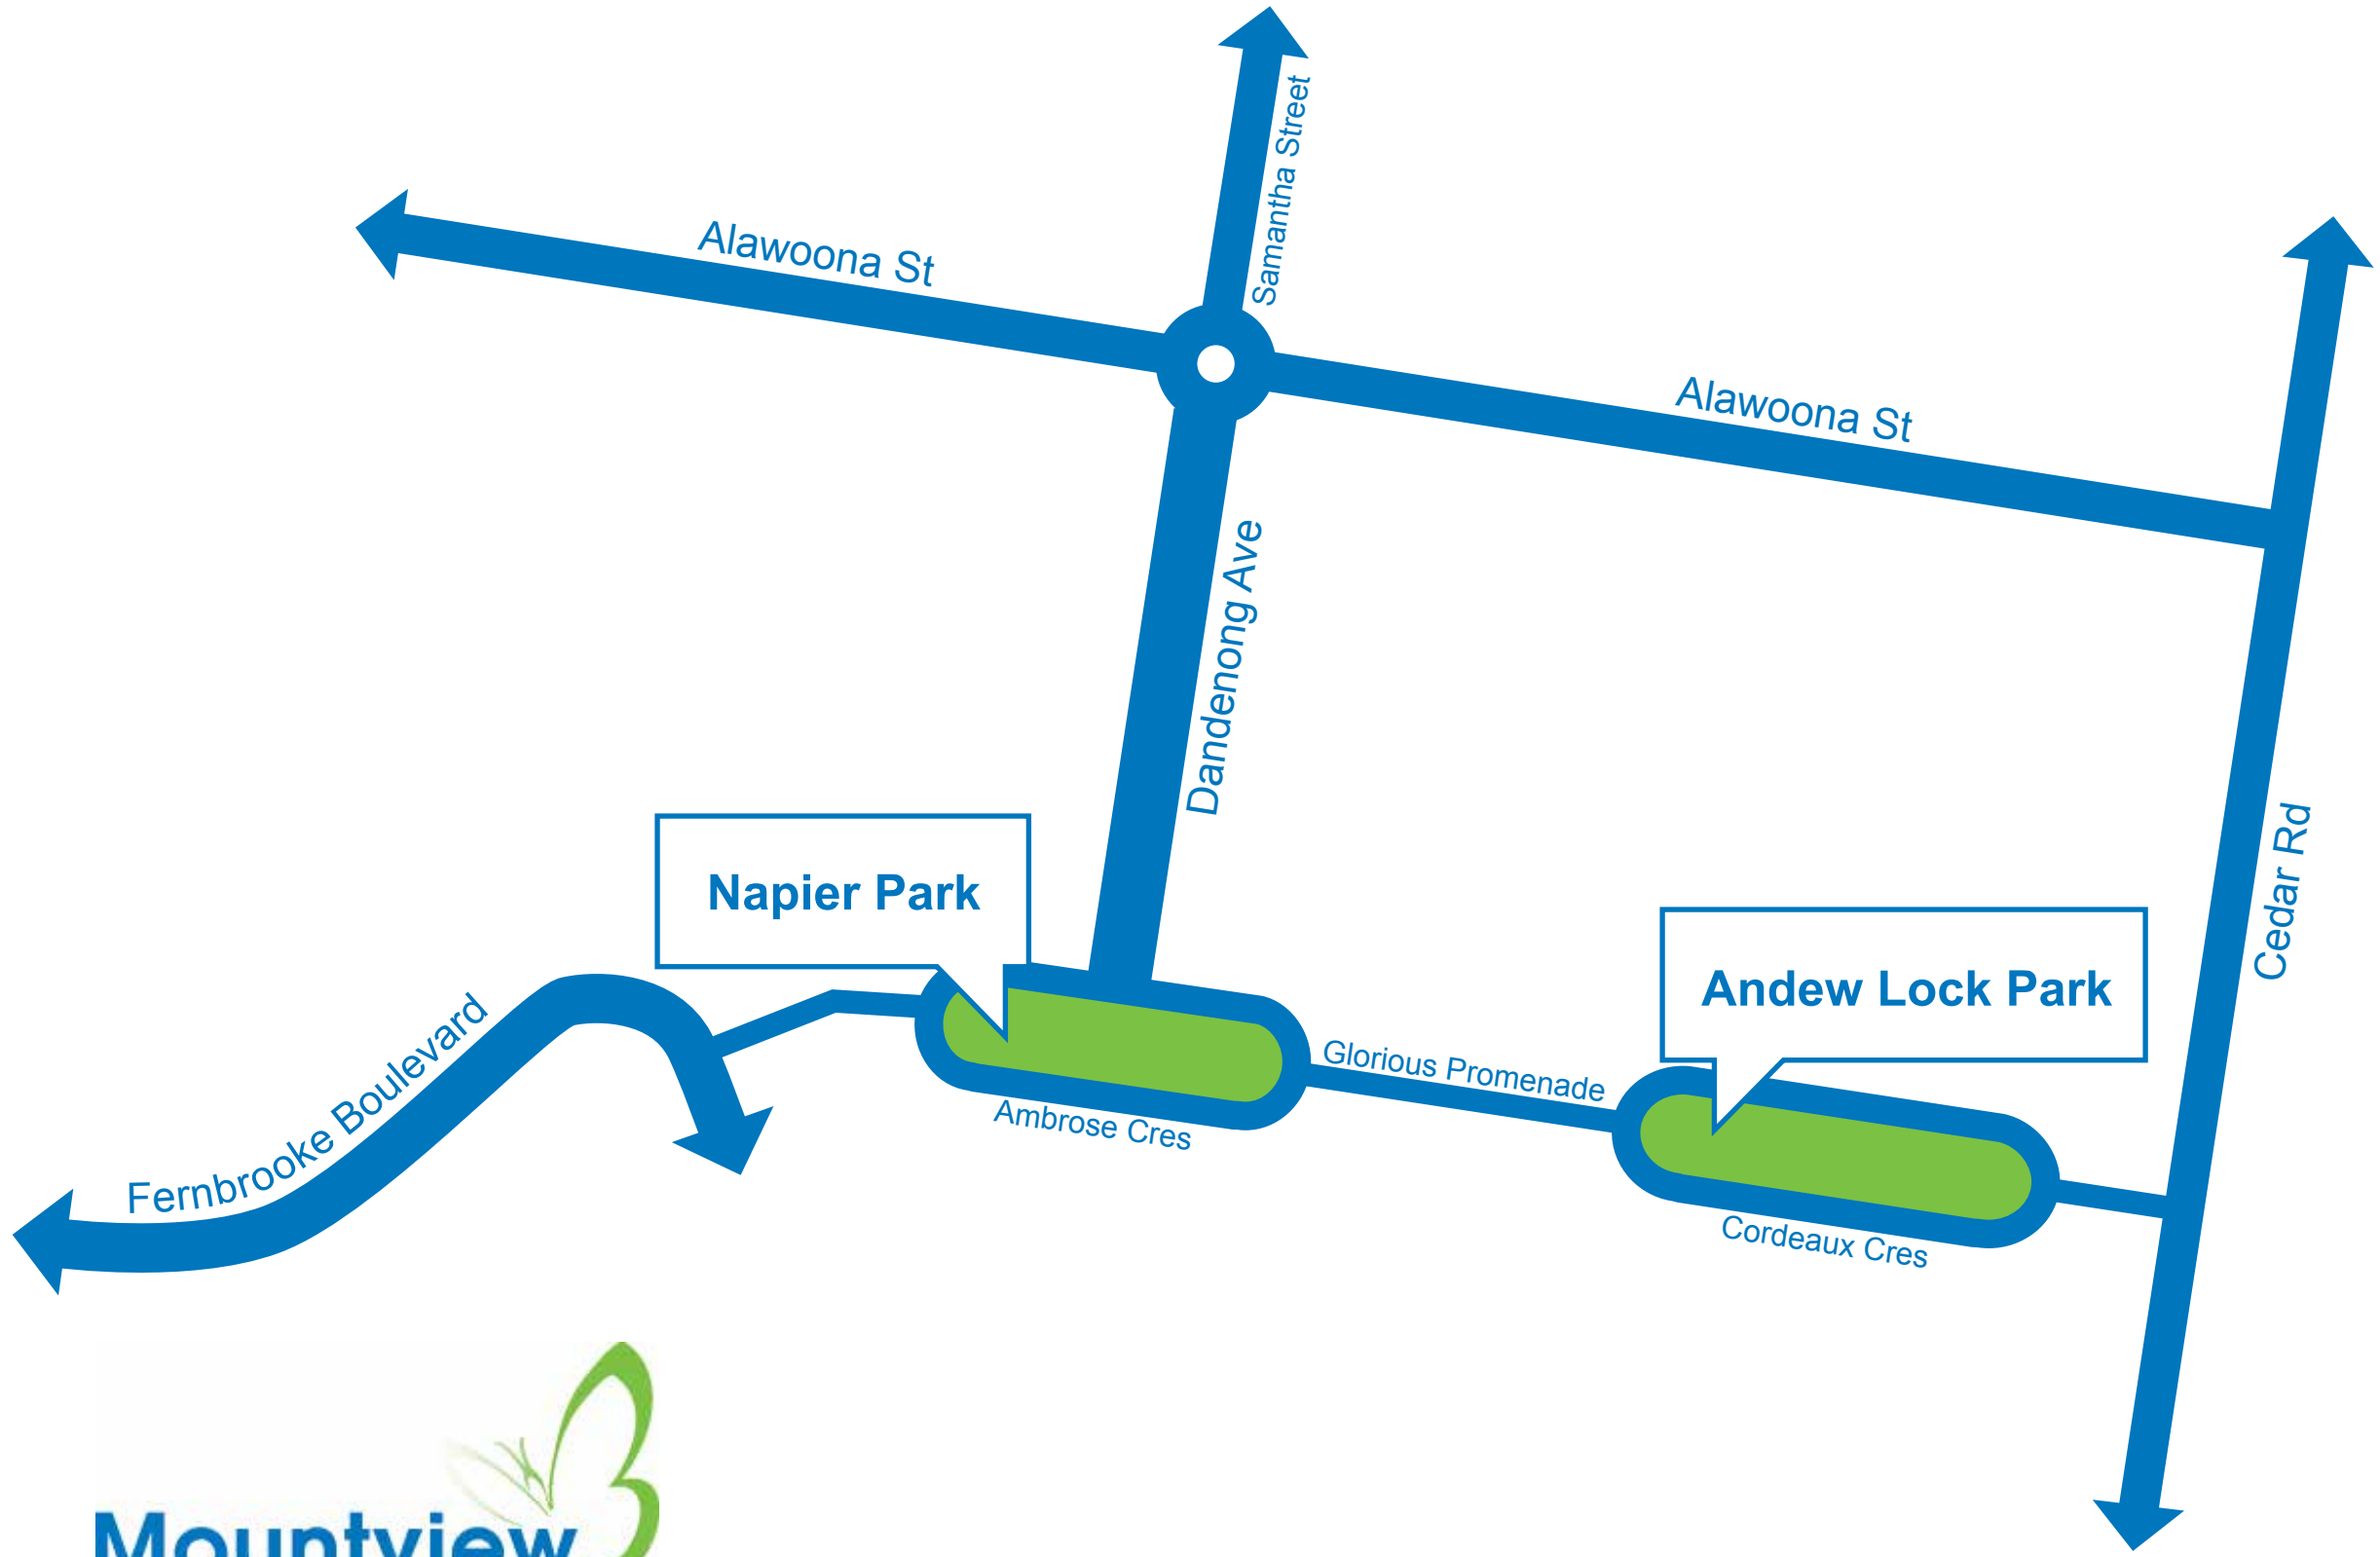 Samantha Street
Alawoona St
Alawoona St
Dandenong Ave
Cedar Rd
Napier Park
Andew Lock Park
Fernbrooke Boulevard
Glorious Promenade
Ambrose Cres
Cordeaux Cres
Mountview